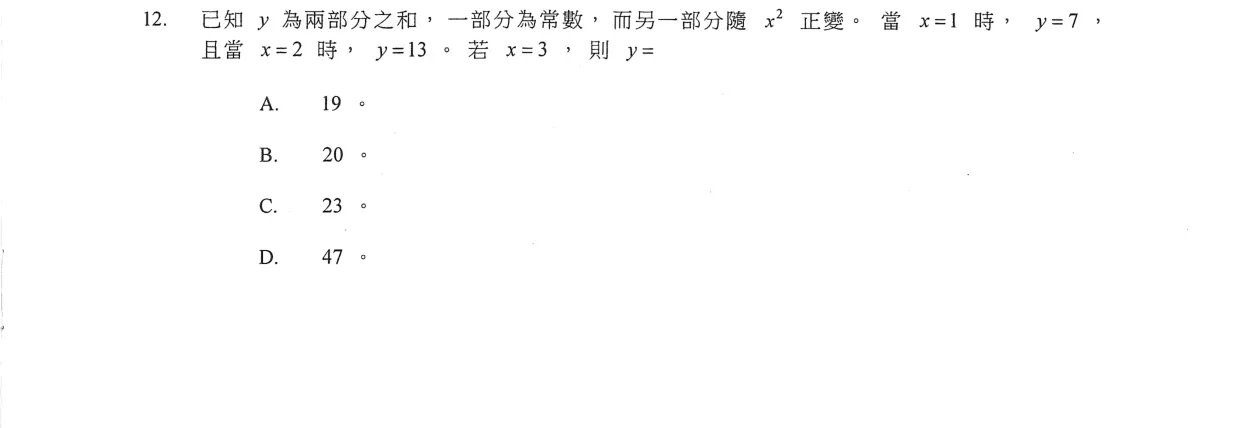 12. 已知 y 為兩部分之和，一部分為常數，而另一部分隨 x² 正變。 當 x=1 時， y=7 ，
且當 x=2 時， y=13 。 若 x=3 ， 則 y=
A. 19 。
B. 20 。
C. 23 。
D. 47 。